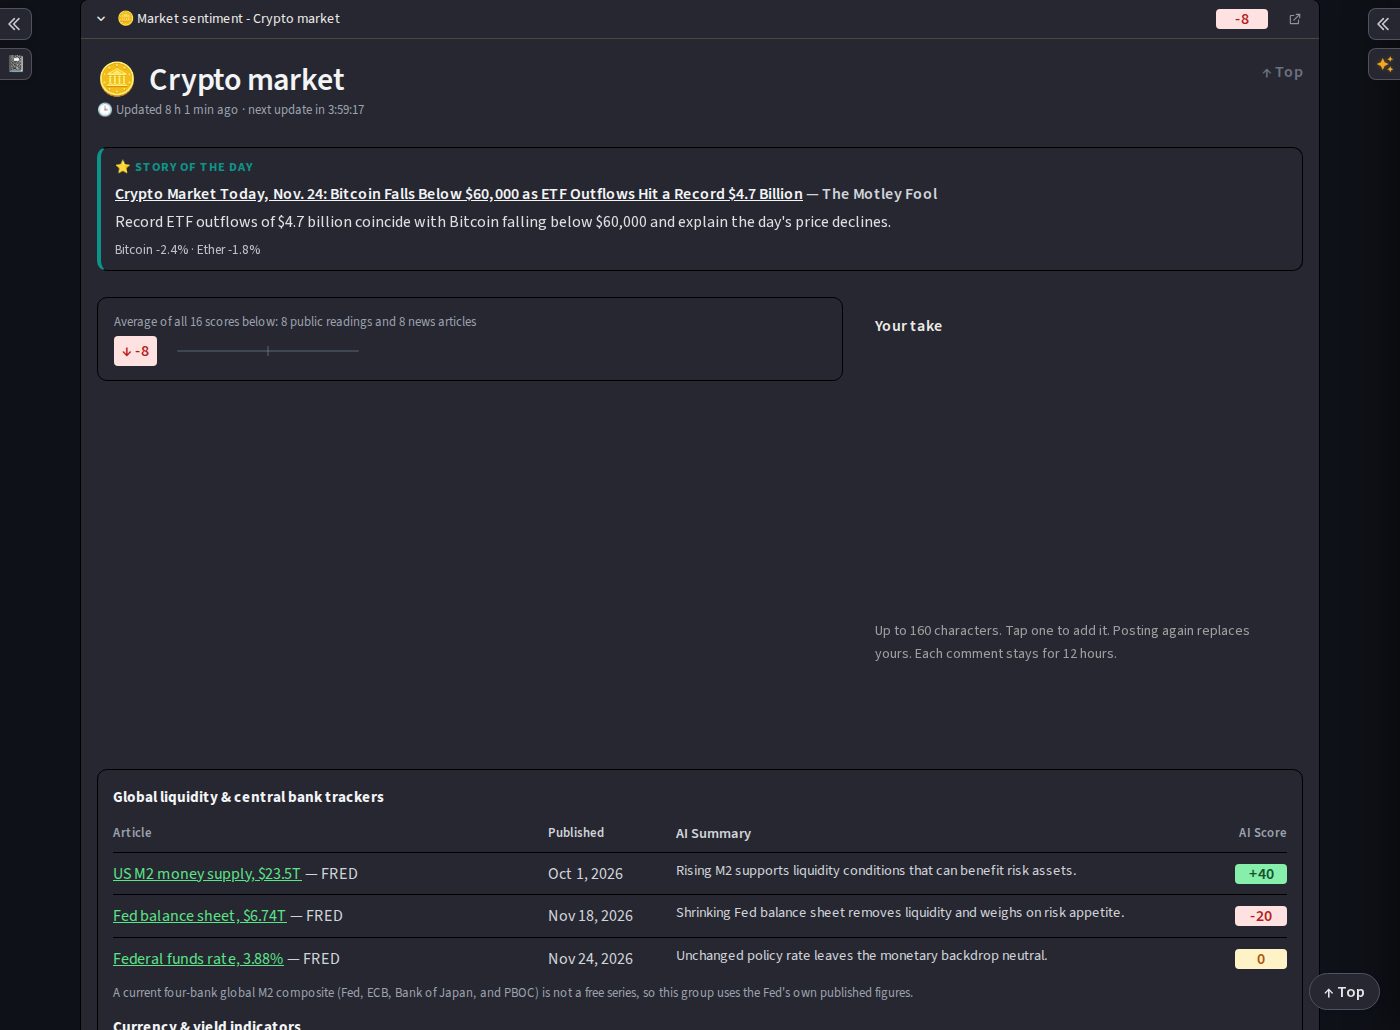 Market sentiment - Crypto market
-8
Crypto market
↑ Top
Updated 8 h 1 min ago · next update in 3:59:17
STORY OF THE DAY
Crypto Market Today, Nov. 24: Bitcoin Falls Below $60,000 as ETF Outflows Hit a Record $4.7 Billion — The Motley Fool
Record ETF outflows of $4.7 billion coincide with Bitcoin falling below $60,000 and explain the day's price declines.
Bitcoin -2.4% · Ether -1.8%
Average of all 16 scores below: 8 public readings and 8 news articles
↓ -8
Your take
Up to 160 characters. Tap one to add it. Posting again replaces
yours. Each comment stays for 12 hours.
Global liquidity & central bank trackers
Article Published AI Summary AI Score
US M2 money supply, $23.5T — FRED Oct 1, 2026 Rising M2 supports liquidity conditions that can benefit risk assets. +40
Fed balance sheet, $6.74T — FRED Nov 18, 2026 Shrinking Fed balance sheet removes liquidity and weighs on risk appetite. -20
Federal funds rate, 3.88% — FRED Nov 24, 2026 Unchanged policy rate leaves the monetary backdrop neutral. 0
A current four-bank global M2 composite (Fed, ECB, Bank of Japan, and PBOC) is not a free series, so this group uses the Fed's own published figures.
↑ Top
Currency & yield indicators